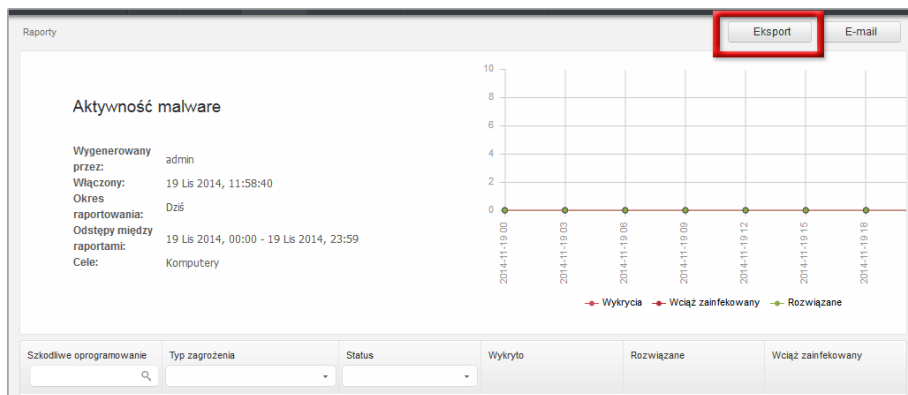 Raporty
Eksport
E-mail
Aktywność malware
Wygenerowany
przez:
admin
Włączony:
19 Lis 2014, 11:58:40
Okres
raportowania:
Dziś
Odstępy między
raportami:
19 Lis 2014, 00:00 - 19 Lis 2014, 23:59
Cele:
Komputery
10
8
6
4
2
0
2014-11-19 00
2014-11-19 03
2014-11-19 06
2014-11-19 09
2014-11-19 12
2014-11-19 15
2014-11-19 18
Wykrycia
Wciąż zainfekowany
Rozwiązane
Szkodliwe oprogramowanie
Typ zagrożenia
Status
Wykryto
Rozwiązane
Wciąż zainfekowany